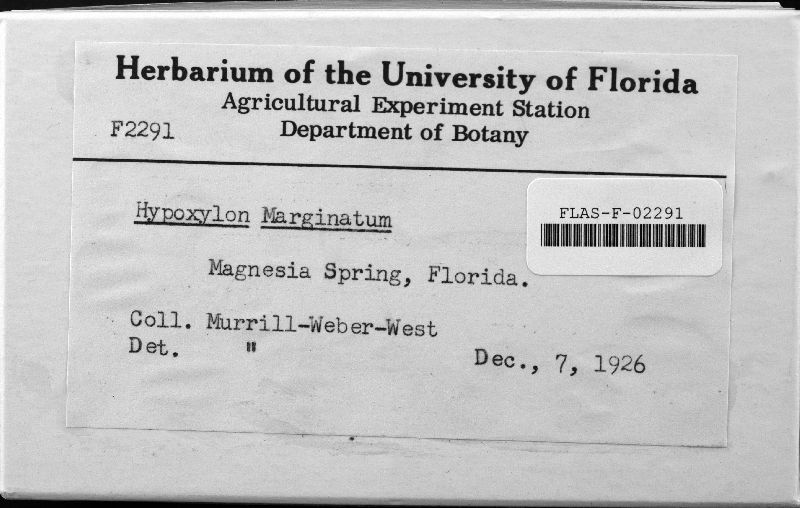 Herbarium of the University of Florida
Agricultural Experiment Station
F2291 Department of Botany
Hypoxylon Marginatum
FLAS-F-02291
Magnesia Spring, Florida.
Coll. Murrill-Weber-West
Det. "
Dec., 7, 1926